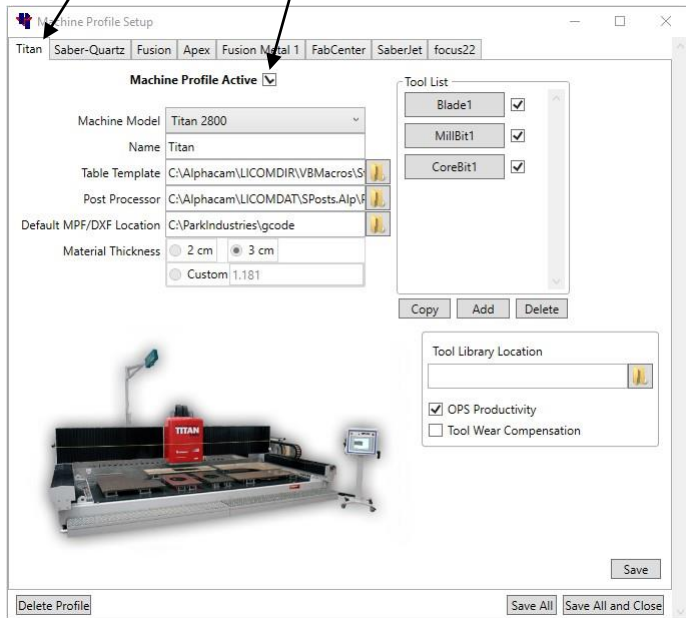 Machine Profile Setup
Titan Saber-Quartz Fusion Apex Fusion Metal 1 FabCenter SaberJet focus22
Machine Profile Active
Machine Model Titan 2800
Name Titan
Table Template C:\Alphacam\LICOMDIR\VBMacros\S
Post Processor C:\Alphacam\LICOMDAT\SPosts.Alp\
Default MPF/DXF Location C:\ParkIndustries\gcode
Material Thickness 2 cm 3 cm
Custom 1.181
Tool List
Blade1
MillBit1
CoreBit1
Copy Add Delete
Tool Library Location
OPS Productivity
Tool Wear Compensation
TITAN
Save
Delete Profile Save All Save All and Close